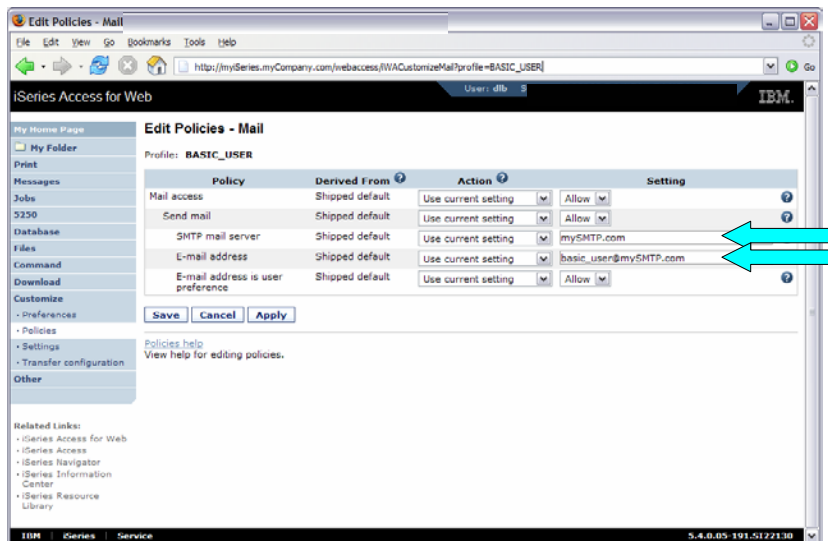 Edit Policies - Mail
File Edit View Go Bookmarks Tools Help
http://myiSeries.myCompany.com/webaccess/iWACustomizeMail?profile=BASIC_USER
Go
iSeries Access for Web
User: dlb S
IBM.
My Home Page
My Folder
Print
Messages
Jobs
5250
Database
Files
Command
Download
Customize
• Preferences
• Policies
• Settings
• Transfer configuration
Other
Related Links:
• iSeries Access for Web
• iSeries Access
• iSeries Navigator
• iSeries Information
Center
• iSeries Resource
Library
Edit Policies - Mail
Profile: BASIC_USER
Policy Derived From ? Action ? Setting
Mail access Shipped default Use current setting Allow ?
Send mail Shipped default Use current setting Allow ?
SMTP mail server Shipped default Use current setting mySMTP.com
E-mail address Shipped default Use current setting basic_user@mySMTP.com
E-mail address is user
preference Shipped default Use current setting Allow ?
Save Cancel Apply
Policies help
View help for editing policies.
IBM | iSeries | Service 5.4.0.05-191.SI22130